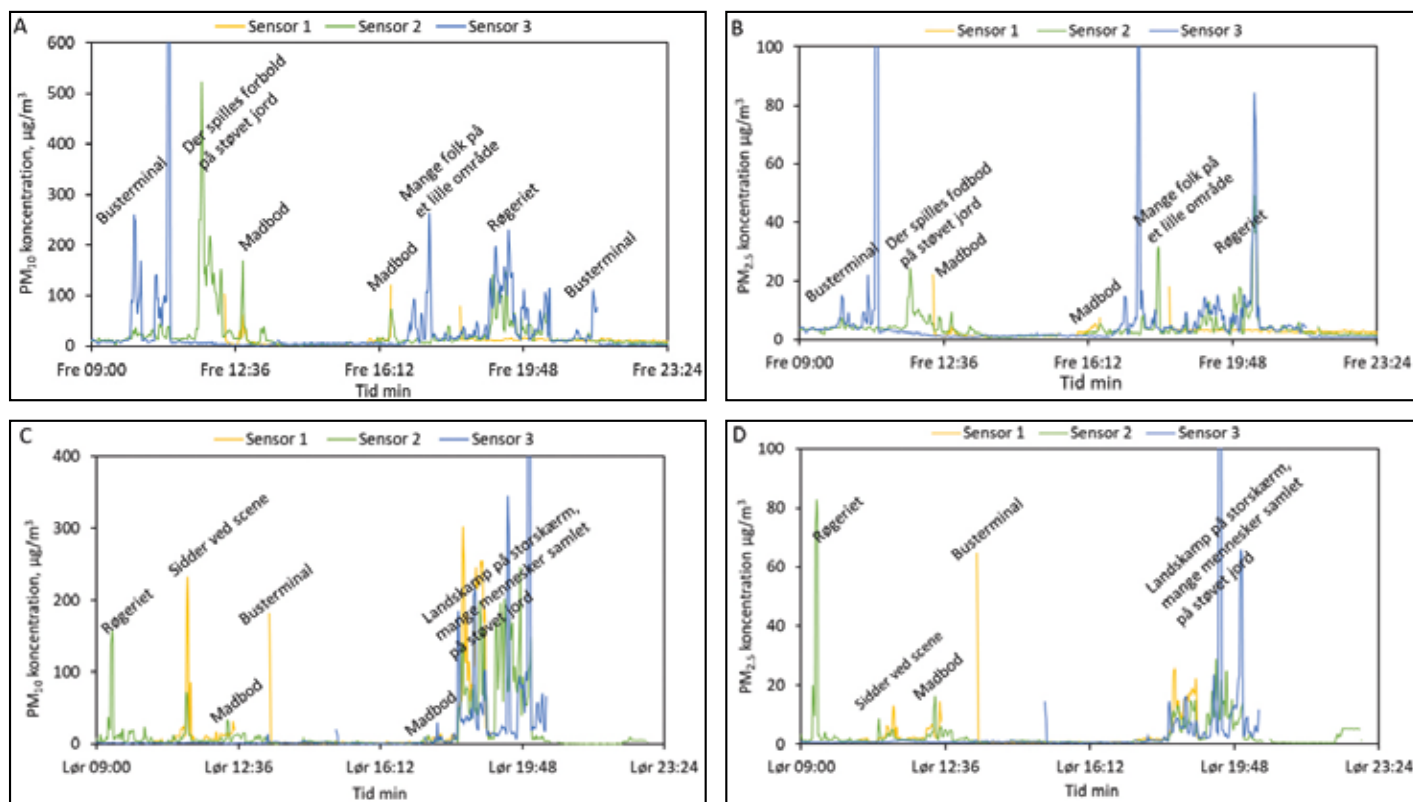 A
Sensor 1 Sensor 2 Sensor 3
PM10 koncentration, µg/m³
600
500
400
300
200
100
0
Busterminal
Der spilles forbold
på støvet jord
Madbod
Madbod
Mange folk på
et lille område
Røgeriet
Busterminal
Fre 09:00 Fre 12:36 Fre 16:12 Fre 19:48 Fre 23:24
Tid min
B
Sensor 1 Sensor 2 Sensor 3
PM2.5 koncentration µg/m³
100
80
60
40
20
0
Busterminal
Der spilles fodbod
på støvet jord
Madbod
Madbod
Mange folk på
et lille område
Røgeriet
Fre 09:00 Fre 12:36 Fre 16:12 Fre 19:48 Fre 23:24
Tid min
C
Sensor 1 Sensor 2 Sensor 3
PM10 koncentration, µg/m³
400
300
200
100
0
Røgeriet
Sidder ved scene
Madbod
Busterminal
Madbod
Landskamp på storskærm,
mange mennesker samlet
på støvet jord
Lør 09:00 Lør 12:36 Lør 16:12 Lør 19:48 Lør 23:24
Tid min
D
Sensor 1 Sensor 2 Sensor 3
PM2.5 koncentration µg/m³
100
80
60
40
20
0
Røgeriet
Sidder ved scene
Madbod
Busterminal
Landskamp på storskærm,
mange mennesker samlet,
på støvet jord
Lør 09:00 Lør 12:36 Lør 16:12 Lør 19:48 Lør 23:24
Tid min